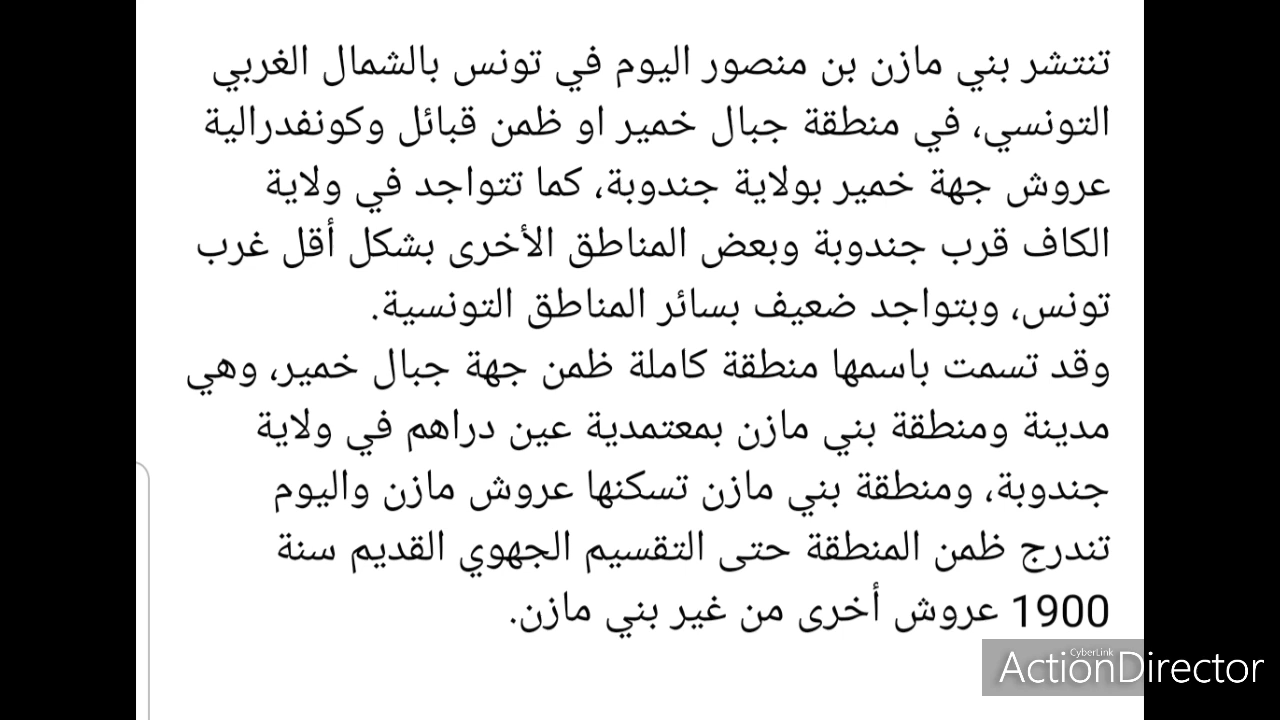 تنتشر بني مازن بن منصور اليوم في تونس بالشمال الغربي
التونسي، في منطقة جبال خمير او ظمن قبائل وكونفدرالية
عروش جهة خمير بولاية جندوبة، كما تتواجد في ولاية
الكاف قرب جندوبة وبعض المناطق الأخرى بشكل أقل غرب
تونس، وبتواجد ضعيف بسائر المناطق التونسية.
وقد تسمت باسمها منطقة كاملة ظمن جهة جبال خمير، وهي
مدينة ومنطقة بني مازن بمعتمدية عين دراهم في ولاية
جندوبة، ومنطقة بني مازن تسكنها عروش مازن واليوم
تندرج ظمن المنطقة حتى التقسيم الجهوي القديم سنة
1900 عروش أخرى من غير بني مازن.
CyberLink
ActionDirector